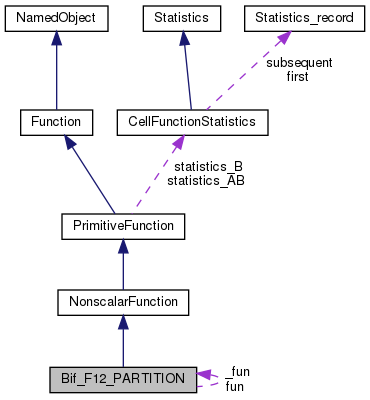 NamedObject
Statistics
Statistics_record
subsequent
first
Function
CellFunctionStatistics
statistics_B
statistics_AB
PrimitiveFunction
NonscalarFunction
Bif_F12_PARTITION
_fun
fun